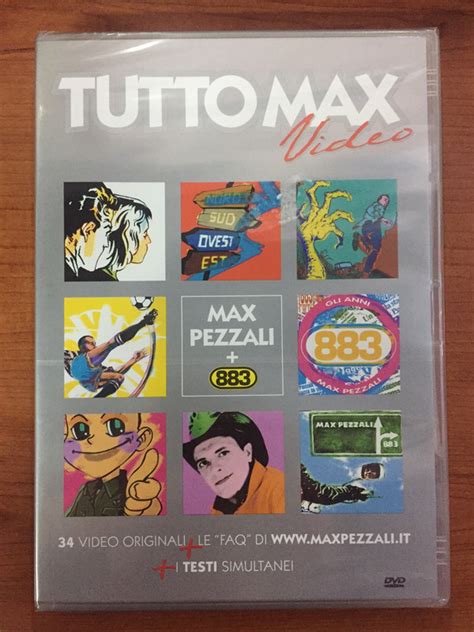 TUTTO MAX
Video
NORD
SUD
OVEST
EST
MAX
PEZZALI
+
883
GLI ANNI
883
MAX PEZZALI
MAX PEZZALI
883
34 VIDEO ORIGINALI + LE "FAQ" DI WWW.MAXPEZZALI.IT
+ I TESTI SIMULTANEI
DVD